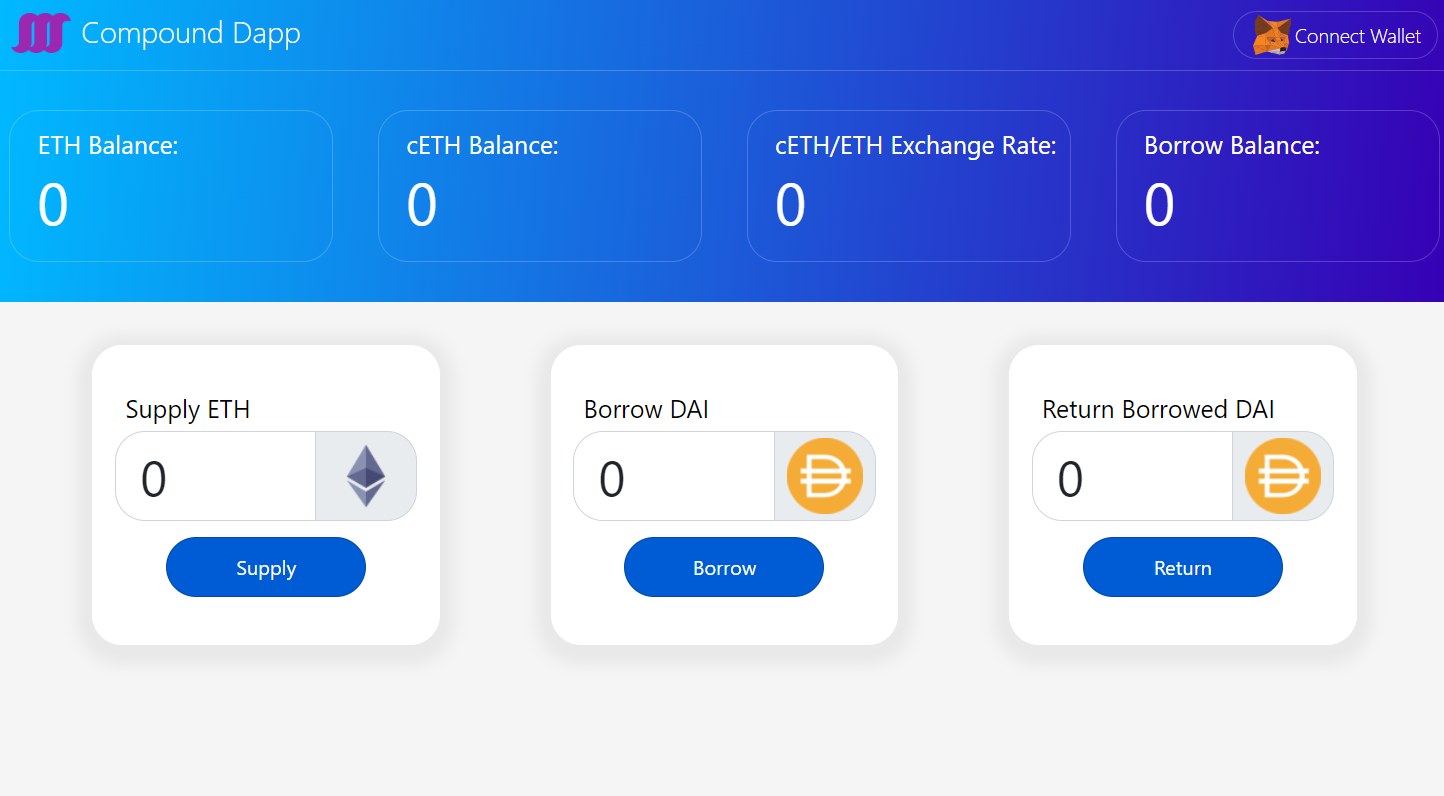 Compound Dapp
Connect Wallet
ETH Balance:
0
cETH Balance:
0
cETH/ETH Exchange Rate:
0
Borrow Balance:
0
Supply ETH
0
Supply
Borrow DAI
0
Borrow
Return Borrowed DAI
0
Return